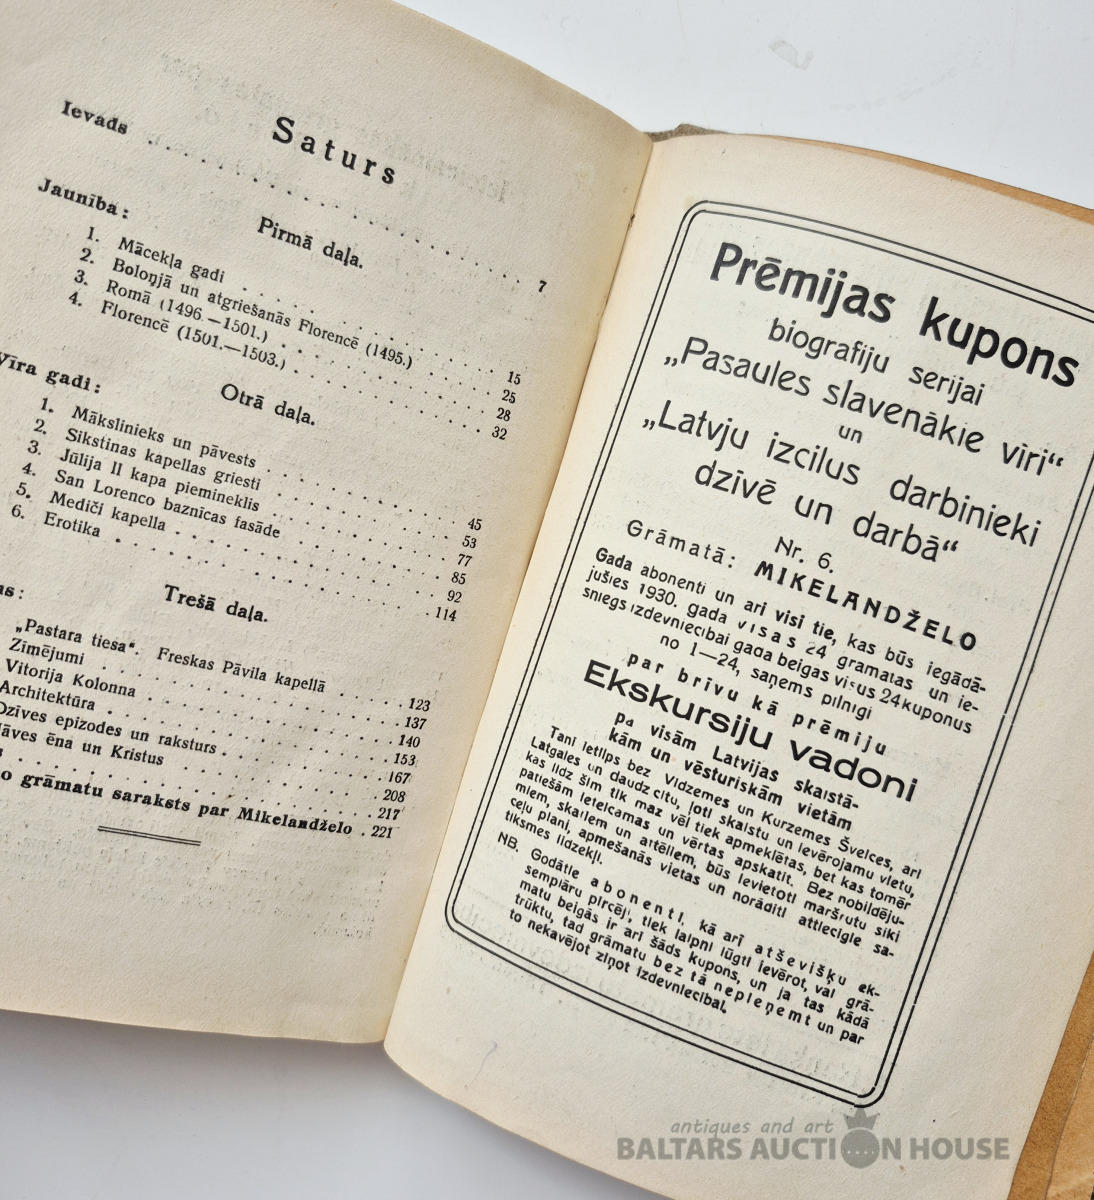 Saturs
Ievads . . . . . . . . . . . . . . . . . . 7
Pirmā daļa.
Jaunība:
1. Mācekļa gadi . . . . . . . . . . . . 15
2. Boloņjā un atgriešanās Florencē (1495.) . . . . 25
3. Romā (1496.—1501.) . . . . . . . . . . 28
4. Florencē (1501.—1503.) . . . . . . . . . 32
Otrā daļa.
Vīra gadi:
1. Mākslinieks un pāvests . . . . . . . . . 45
2. Sikstinas kapellas griesti . . . . . . . . . 53
3. Jūlija II kapa piemineklis . . . . . . . . . 77
4. San Lorenco baznīcas fasāde . . . . . . . . 85
5. Mediči kapella . . . . . . . . . . . . 92
6. Erotika . . . . . . . . . . . . . . 114
Trešā daļa.
„Pastara tiesa“. Freskas Pāvila kapellā . . . . 123
Zīmējumi . . . . . . . . . . . . . . 137
Vitorija Kolonna . . . . . . . . . . . 140
Architektūra . . . . . . . . . . . . . 153
Dzīves epizodes un raksturs . . . . . . . . 167
Nāves ēna un Kristus . . . . . . . . . . 208
. . . . . . . . . . . . . . . . . 217
o grāmatu saraksts par Mikelandželo . 221
Prēmijas kupons
biografiju serijai
„Pasaules slavenākie vīri“
un
„Latvju izcilus darbinieki
dzīvē un darbā“
Nr. 6.
Grāmatā: MIKELANDŽELO
Gada abonenti un arī visi tie, kas būs iegādā-
jušies 1930. gada visas 24 grāmatas un ie-
sniegs izdevniecībai gada beigās visus 24 kuponus
no 1—24, saņems pilnīgi
par brīvu kā prēmiju
Ekskursiju vadoni
pa visām Latvijas skaistā-
kām un vēsturiskām vietām
Tanī ietilps bez Vidzemes un Kurzemes Šveices, arī
Latgales un daudz citu, ļoti skaistu un ievērojamu vietu,
kas līdz šim tik maz vēl tiek apmeklētas, bet kas tomēr
patiešām ieteicamas un vērtas apskatīt. Bez nobildēju-
miem, skatiem un attēliem, būs ievietoti maršrutu sīki
ceļu plāni, apmešanās vietas un norādīti attiecīgie sa-
tiksmes līdzekļi.
NB. Godātie abonenti, kā arī atsevišķu ek-
semplāru pircēji, tiek laipni lūgti ievērot, vai grā-
matu beigās ir arī šāds kupons, un ja tas kādā
trūktu, tad grāmatu bez tā nepieņemt un par
to nekavējot ziņot izdevniecībai.
antiques and art
BALTARS AUCTION HOUSE